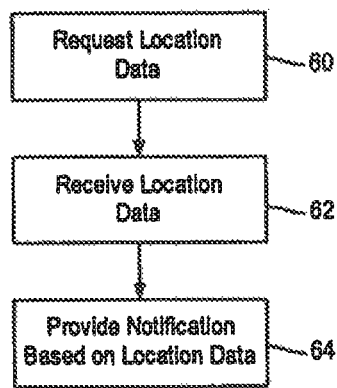 Request Location
Data
60
Receive Location
Data
62
Provide Notification
Based on Location Data
64